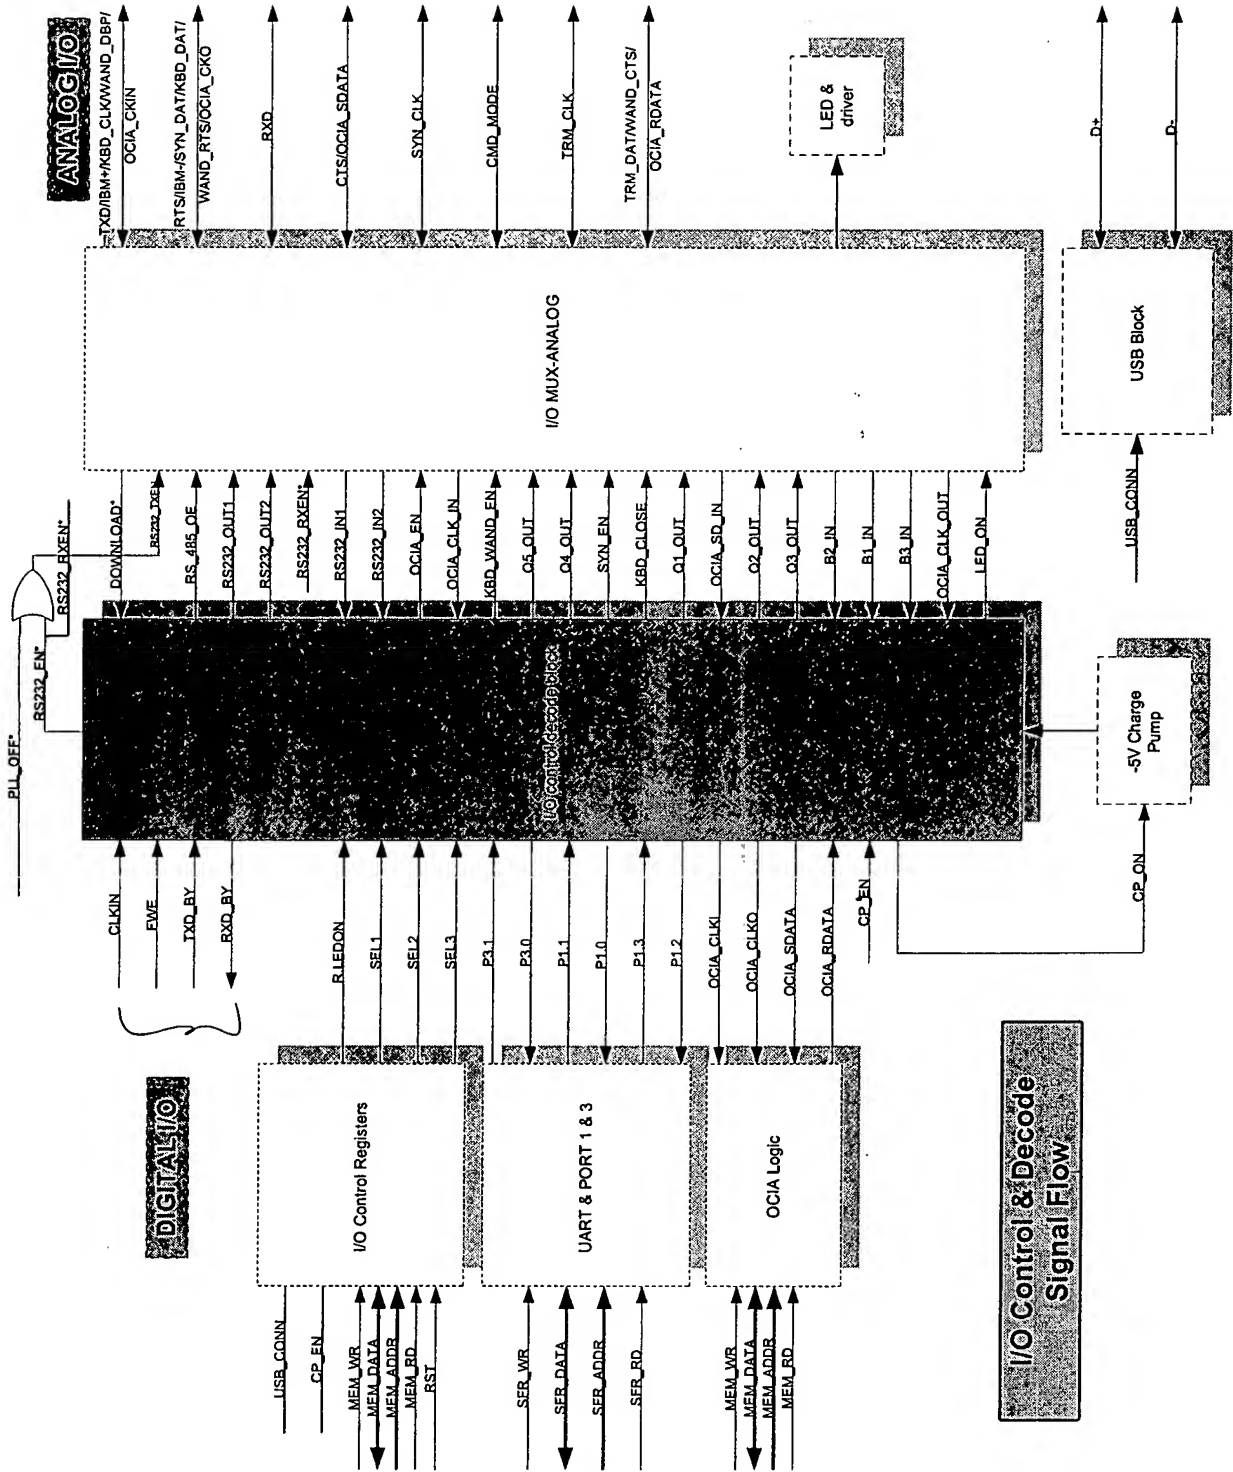 ANALOG I/O
TXD/IBM+/KBD_CLK/WAND_DBP/
OCIA_CKIN
RTS/IBM-/SYN_DAT/KBD_DAT/
WAND_RTS/OCIA_CKO
RXD
CTS/OCIA_SDATA
SYN_CLK
CMD_MODE
TRM_CLK
TRM_DAT/WAND_CTS/
OCIA_RDATA
LED &
driver
D+
D-
I/O MUX-ANALOG
USB Block
USB_CONN
PLL_OFF*
RS232_EN*
RS232_RXEN*
DOWNLOAD*
RS232_TXEN
RS_485_OE
RS232_OUT1
RS232_OUT2
RS232_RXEN*
RS232_IN1
RS232_IN2
OCIA_EN
OCIA_CLK_IN
KBD_WAND_EN
Q5_OUT
Q4_OUT
SYN_EN
KBD_CLOSE
Q1_OUT
OCIA_SD_IN
Q2_OUT
Q3_OUT
B2_IN
B1_IN
B3_IN
OCIA_CLK_OUT
LED_ON
I/O control decode clock
-5V Charge
Pump
CP_ON
CLKIN
FWE
TXD_BY
RXD_BY
R.LEDON
SEL1
SEL2
SEL3
P3.1
P3.0
P1.1
P1.0
P1.3
P1.2
OCIA_CLKI
OCIA_CLKO
OCIA_SDATA
OCIA_RDATA
CP_EN
DIGITAL I/O
I/O Control Registers
UART & PORT 1 & 3
OCIA Logic
USB_CONN
CP_EN
MEM_WR
MEM_DATA
MEM_ADDR
MEM_RD
RST
SFR_WR
SFR_DATA
SFR_ADDR
SFR_RD
MEM_WR
MEM_DATA
MEM_ADDR
MEM_RD
I/O Control & Decode
Signal Flow